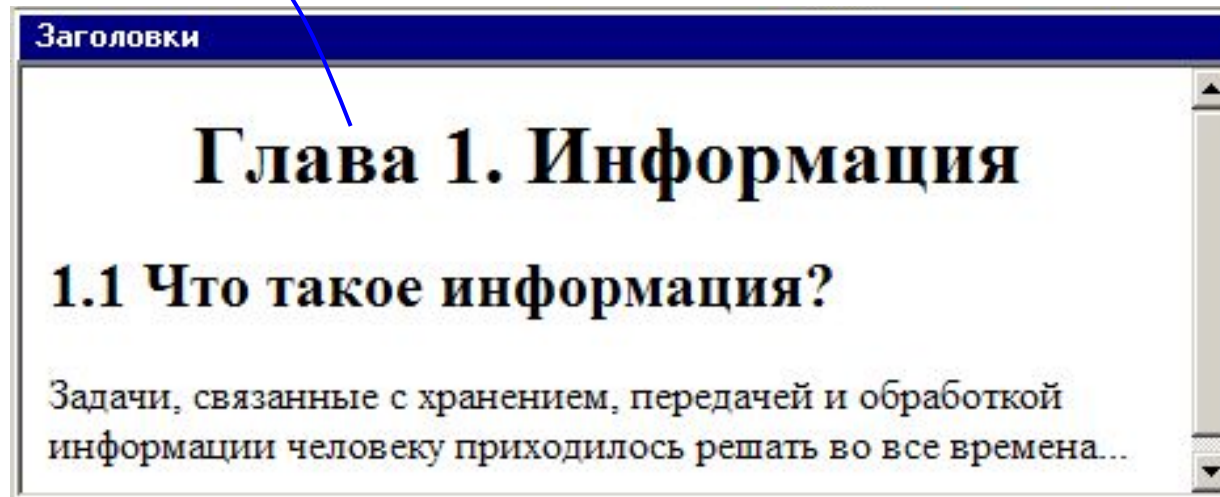 Заголовки
Глава 1. Информация
1.1 Что такое информация?
Задачи, связанные с хранением, передачей и обработкой
информации человеку приходилось решать во все времена...